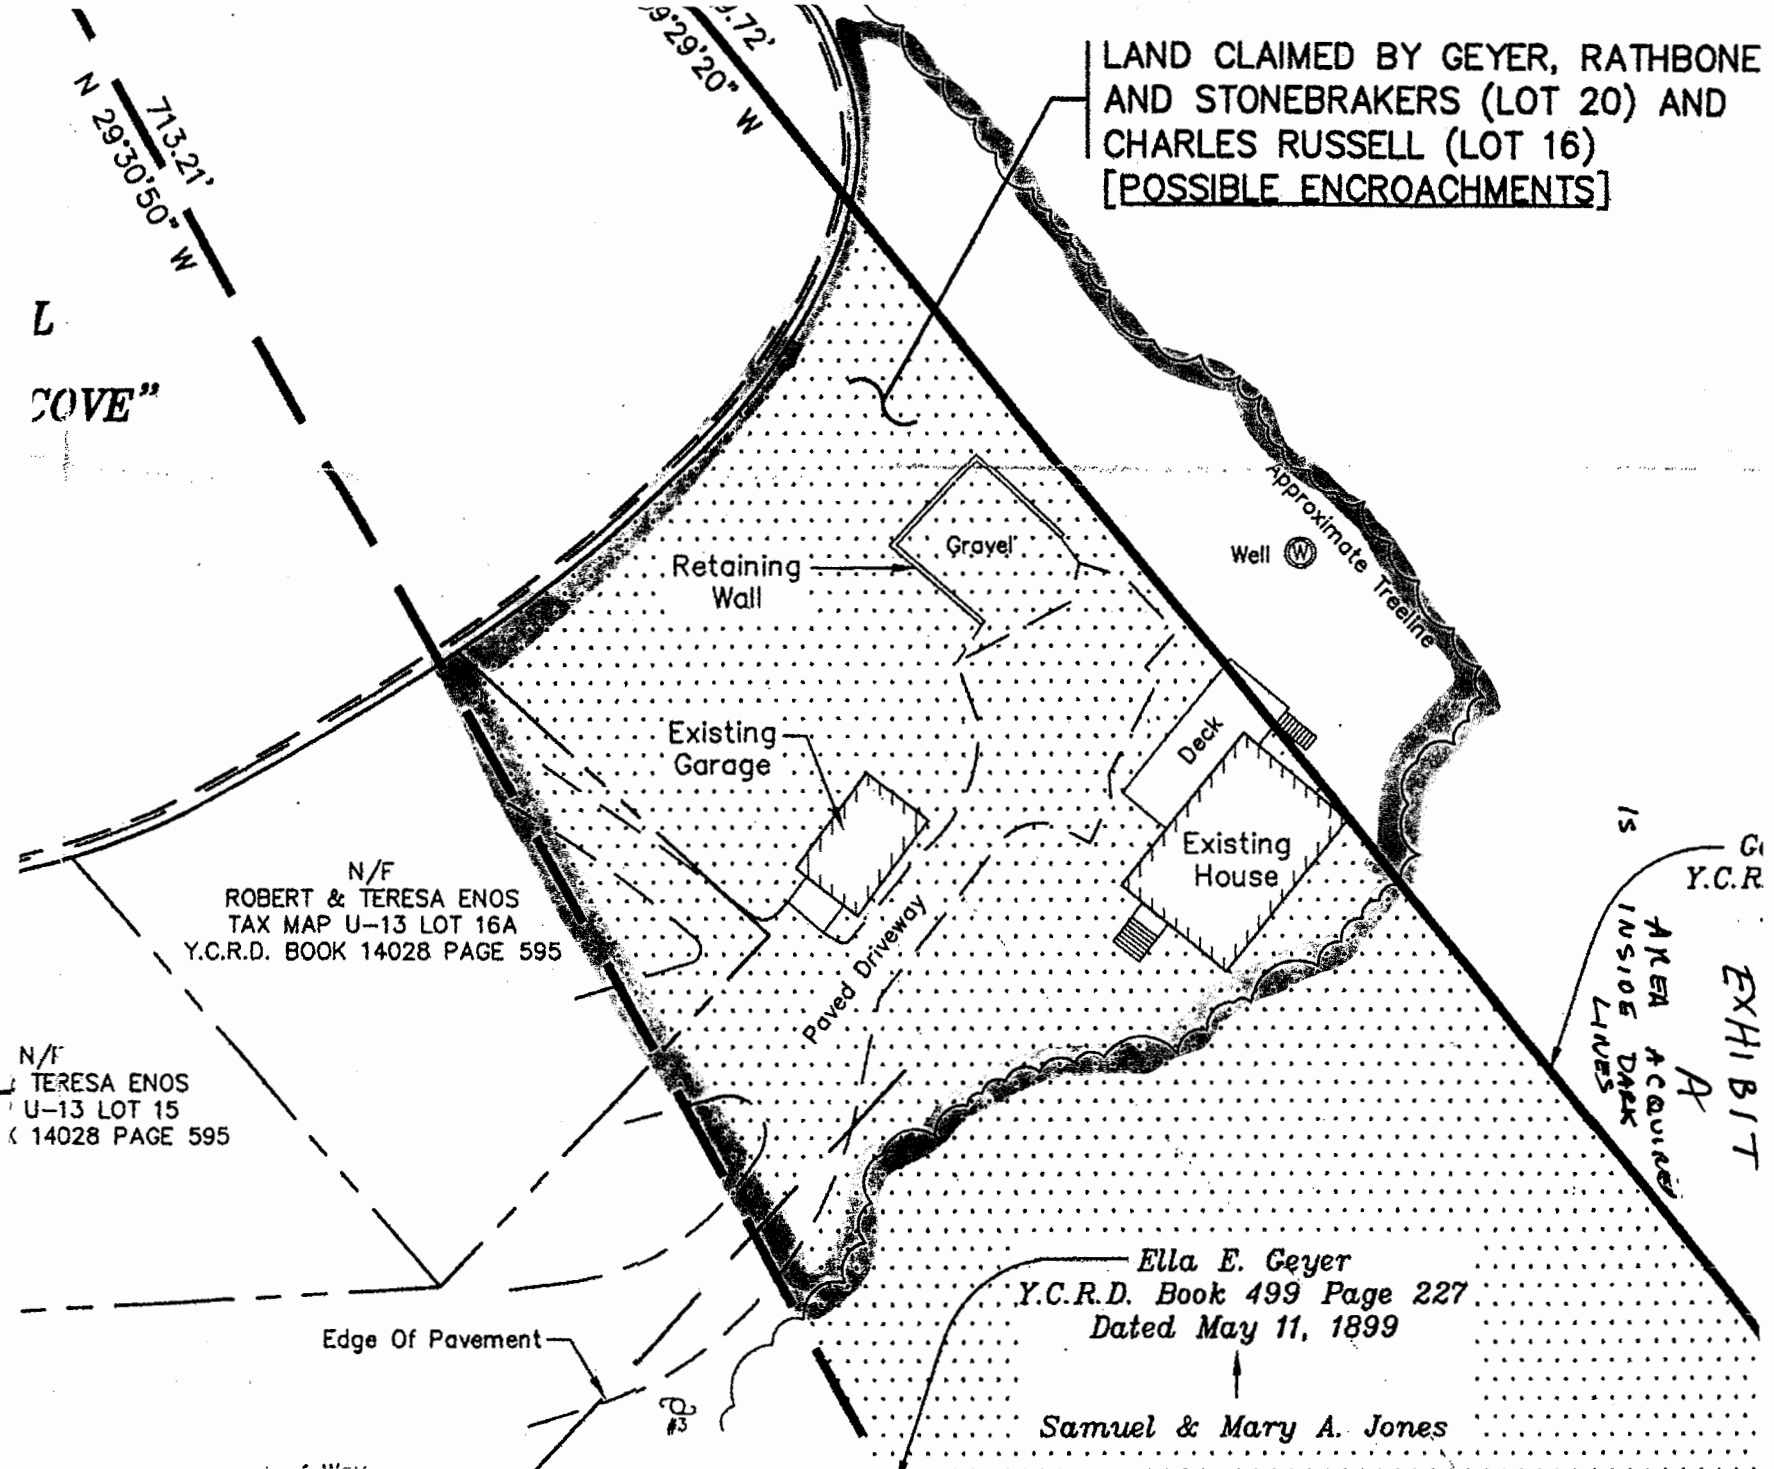 LAND CLAIMED BY GEYER, RATHBONE
AND STONEBRAKERS (LOT 20) AND
CHARLES RUSSELL (LOT 16)
[POSSIBLE ENCROACHMENTS]
713.21'
N 29°30'50" W
.72'
9°29'20" W
L
COVE"
Approximate Treeline
Well
W
Gravel
Retaining
Wall
Existing
Garage
Deck
Existing
House
Paved Driveway
N/F
ROBERT & TERESA ENOS
TAX MAP U-13 LOT 16A
Y.C.R.D. BOOK 14028 PAGE 595
N/F
TERESA ENOS
U-13 LOT 15
14028 PAGE 595
Y.C.R.
EXHIBIT
A
AREA ACQUIRED
IS
INSIDE DARK
LINES
Ella E. Geyer
Y.C.R.D. Book 499 Page 227
Dated May 11, 1899
Samuel & Mary A. Jones
Edge Of Pavement
#3